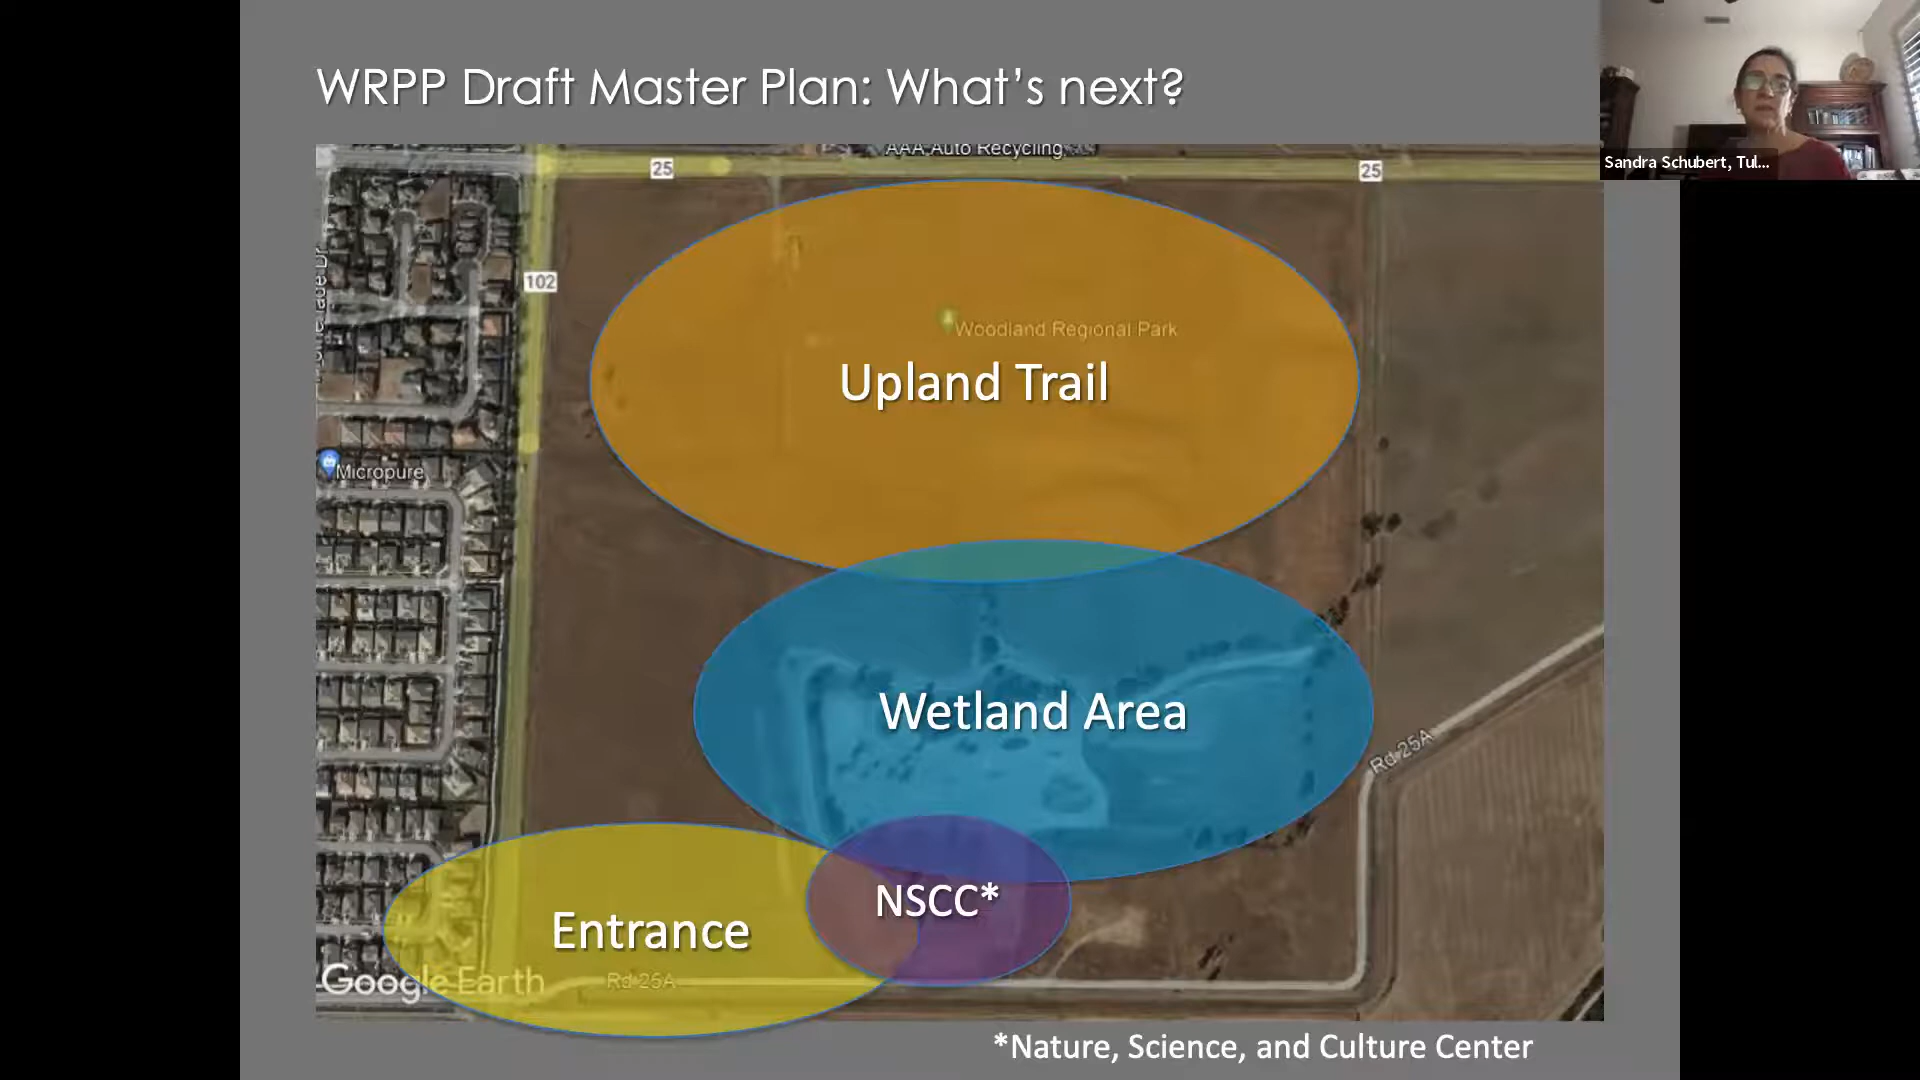 WRPP Draft Master Plan: What's next?
Sandra Schubert, Tul...
AAA Auto Recycling
25
25
102
Woodland Regional Park
Upland Trail
Micropure
Wetland Area
Rd 25A
NSCC*
Entrance
Google Earth
Rd 25A
*Nature, Science, and Culture Center